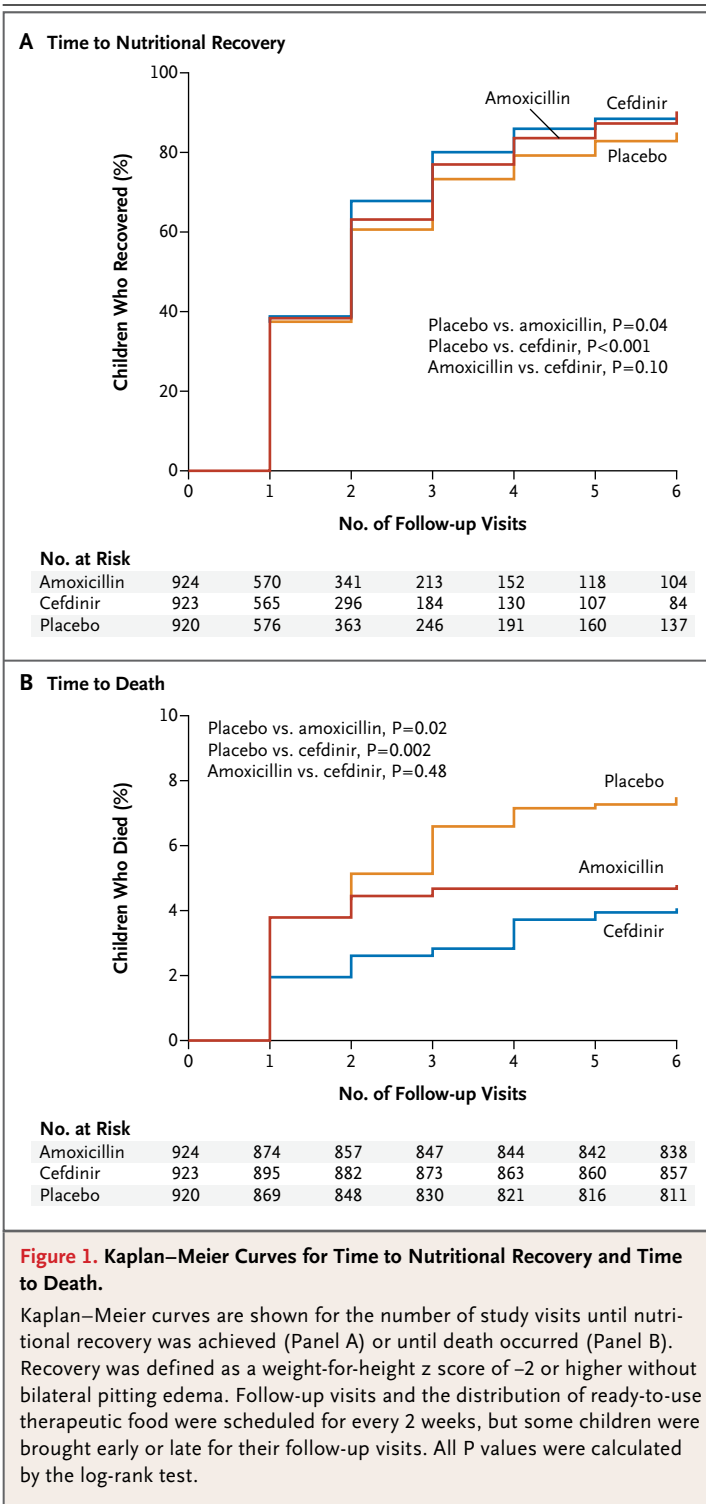 A Time to Nutritional Recovery
100
80
60
40
20
0
Children Who Recovered (%)
Amoxicillin
Cefdinir
Placebo
Placebo vs. amoxicillin, P=0.04
Placebo vs. cefdinir, P<0.001
Amoxicillin vs. cefdinir, P=0.10
0 1 2 3 4 5 6
No. of Follow-up Visits
No. at Risk
Amoxicillin 924 570 341 213 152 118 104
Cefdinir 923 565 296 184 130 107 84
Placebo 920 576 363 246 191 160 137
B Time to Death
10
8
6
4
2
0
Children Who Died (%)
Placebo vs. amoxicillin, P=0.02
Placebo vs. cefdinir, P=0.002
Amoxicillin vs. cefdinir, P=0.48
Placebo
Amoxicillin
Cefdinir
0 1 2 3 4 5 6
No. of Follow-up Visits
No. at Risk
Amoxicillin 924 874 857 847 844 842 838
Cefdinir 923 895 882 873 863 860 857
Placebo 920 869 848 830 821 816 811
Figure 1. Kaplan–Meier Curves for Time to Nutritional Recovery and Time
to Death.
Kaplan–Meier curves are shown for the number of study visits until nutri-
tional recovery was achieved (Panel A) or until death occurred (Panel B).
Recovery was defined as a weight-for-height z score of –2 or higher without
bilateral pitting edema. Follow-up visits and the distribution of ready-to-use
therapeutic food were scheduled for every 2 weeks, but some children were
brought early or late for their follow-up visits. All P values were calculated
by the log-rank test.